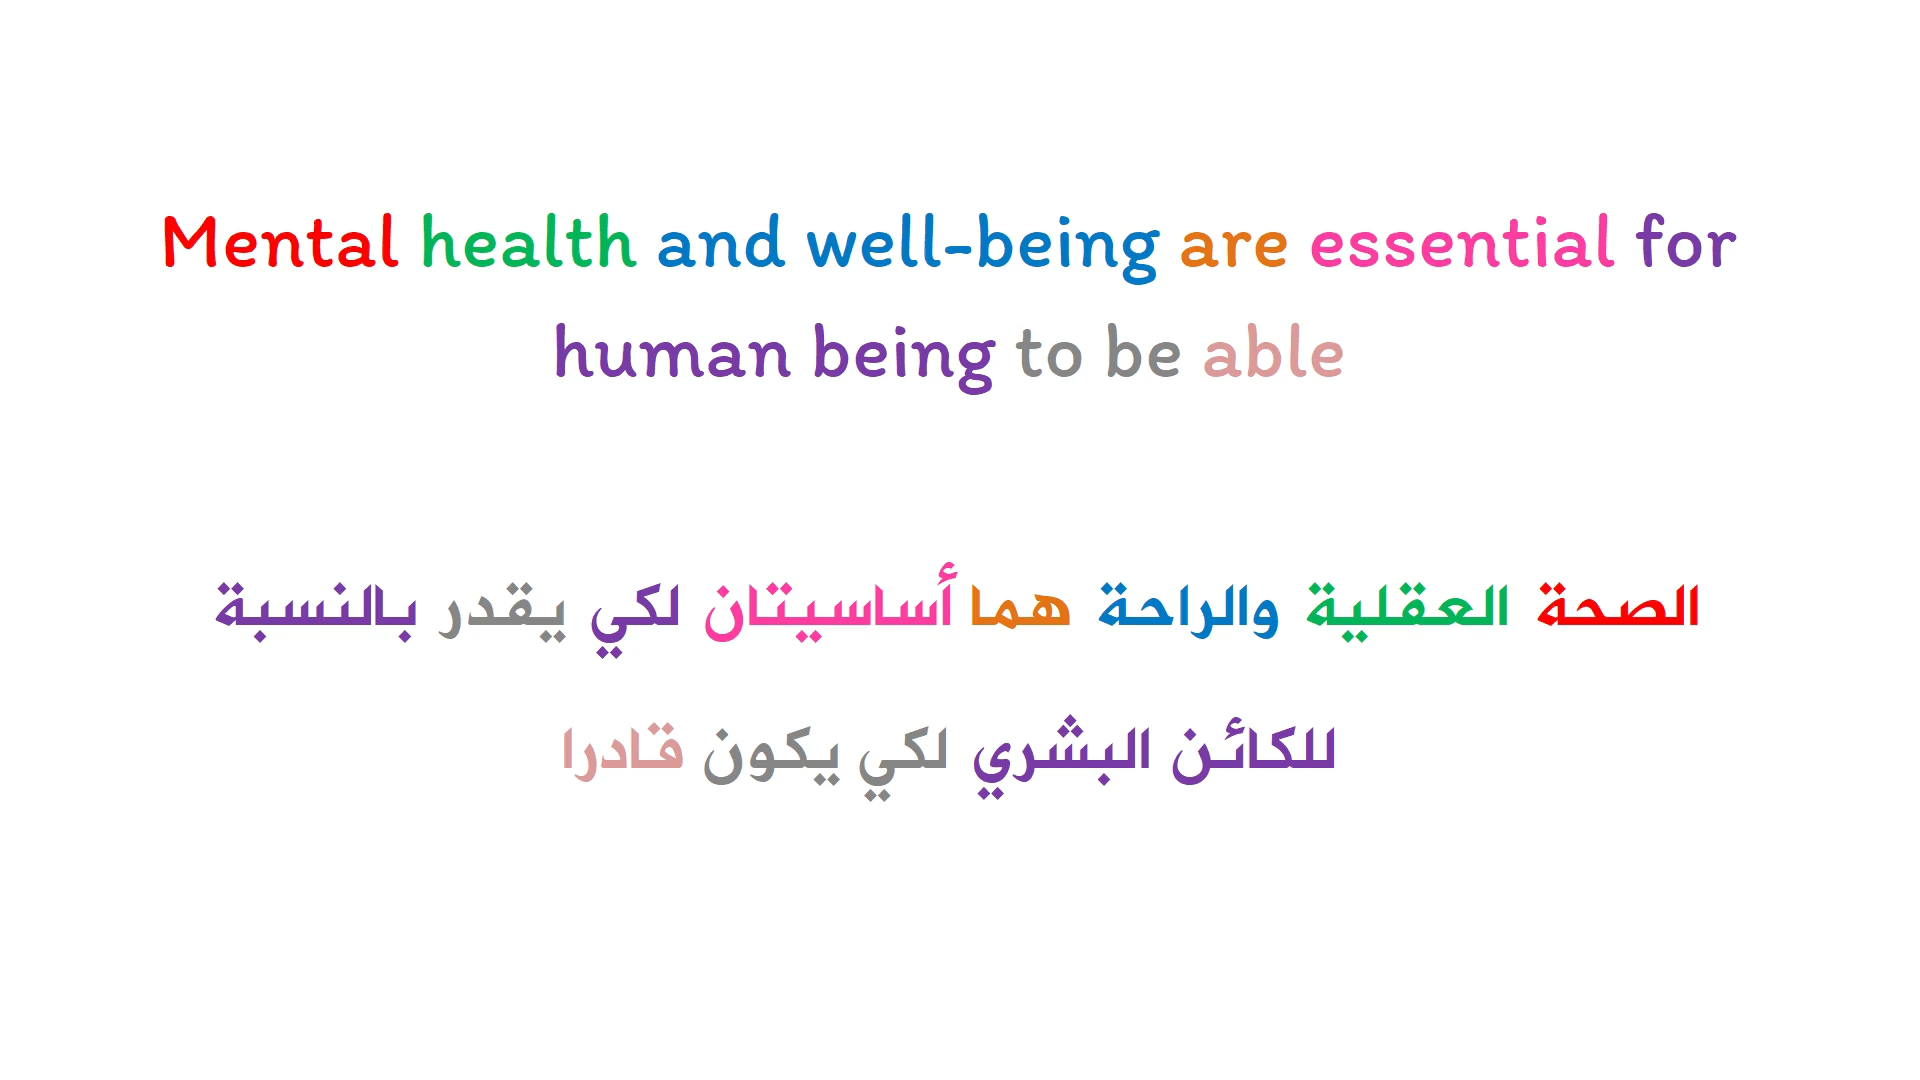 Mental health and well-being are essential for
human being to be able
الصحة العقلية والراحة هما أساسيتان لكي يقدر بالنسبة
للكائن البشري لكي يكون قادرا